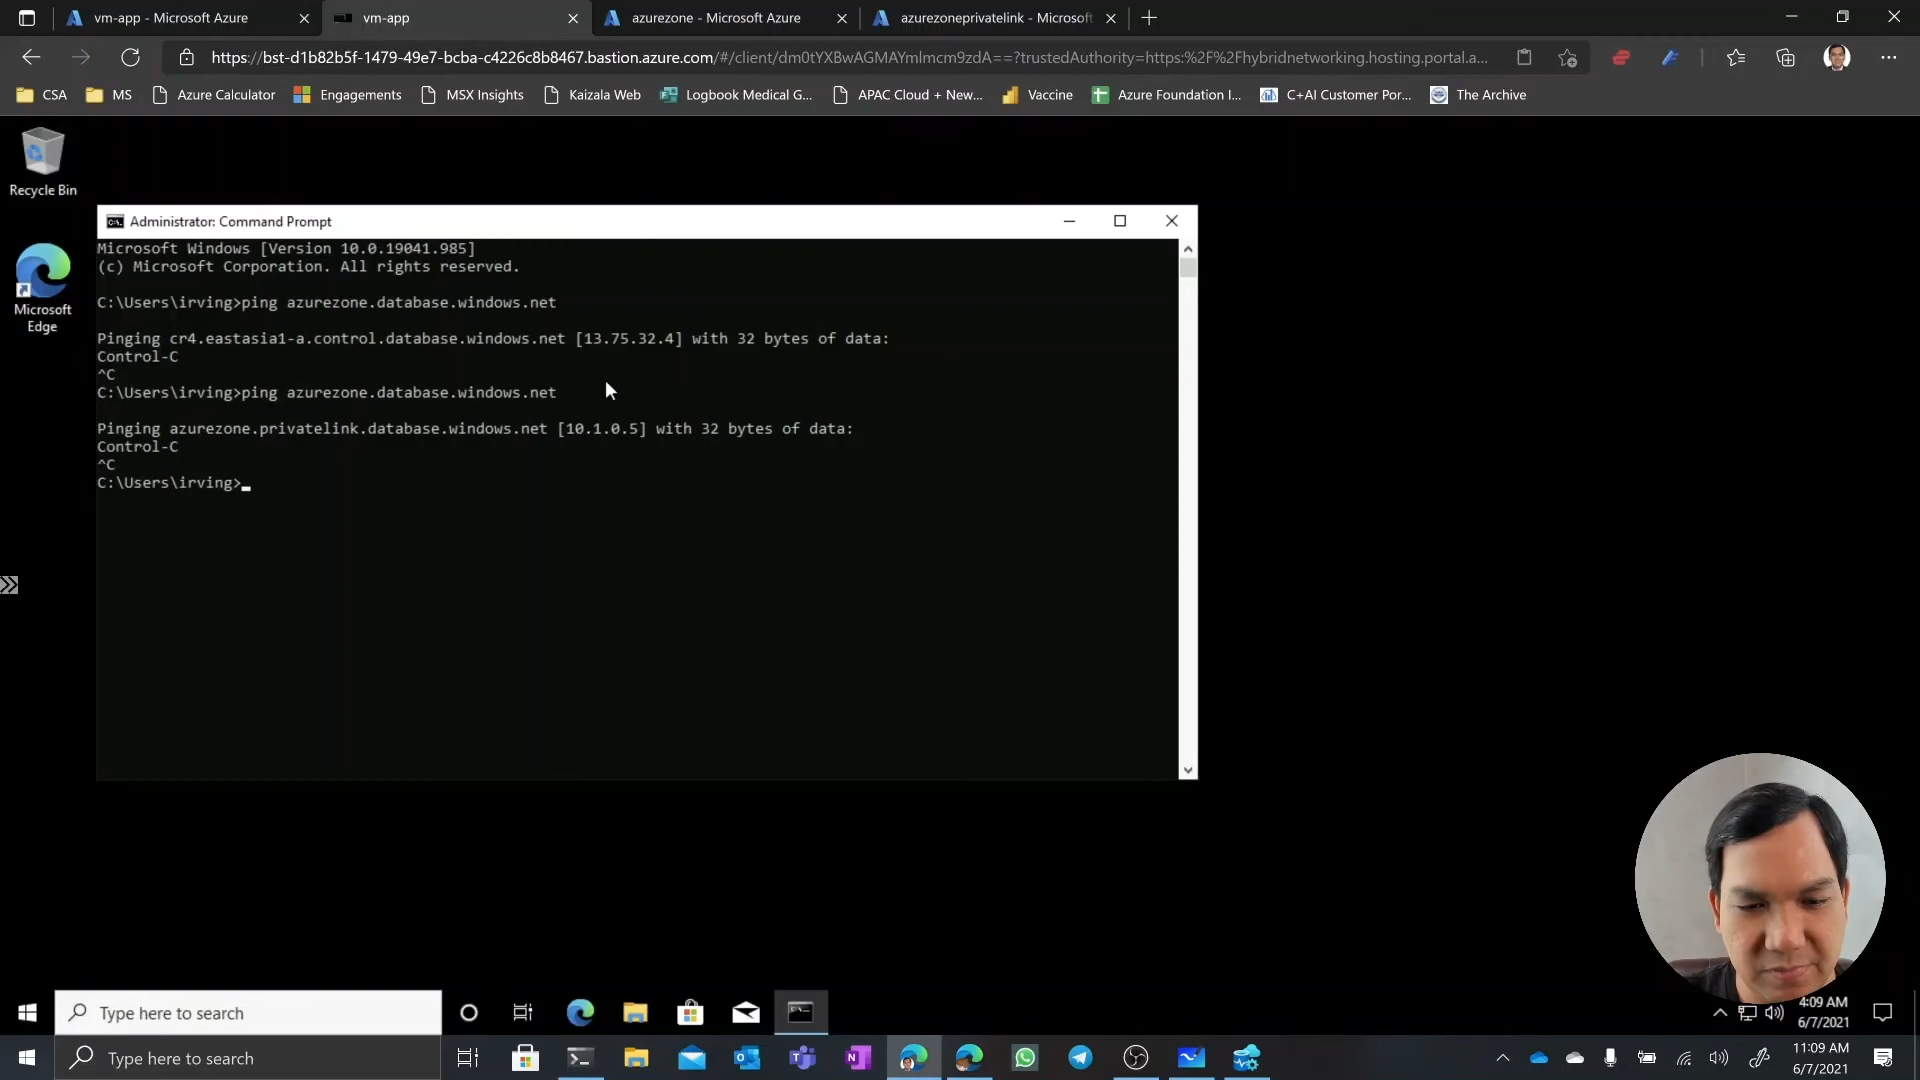 vm-app - Microsoft Azure
vm-app
azurezone - Microsoft Azure
azurezoneprivatelink - Microsoft
https://bst-d1b82b5f-1479-49e7-bcba-c4226c8b8467.bastion.azure.com/#/client/dm0tYXBwAGMAYmlmcm9zdA==?trustedAuthority=https:%2F%2Fhybridnetworking.hosting.portal.a...
CSA
MS
Azure Calculator
Engagements
MSX Insights
Kaizala Web
Logbook Medical G...
APAC Cloud + New...
Vaccine
Azure Foundation I...
C+AI Customer Por...
The Archive
Recycle Bin
Microsoft
Edge
Administrator: Command Prompt
Microsoft Windows [Version 10.0.19041.985]
(c) Microsoft Corporation. All rights reserved.
C:\Users\irving>ping azurezone.database.windows.net
Pinging cr4.eastasia1-a.control.database.windows.net [13.75.32.4] with 32 bytes of data:
Control-C
^C
C:\Users\irving>ping azurezone.database.windows.net
Pinging azurezone.privatelink.database.windows.net [10.1.0.5] with 32 bytes of data:
Control-C
^C
C:\Users\irving>
Type here to search
4:09 AM
6/7/2021
Type here to search
11:09 AM
6/7/2021